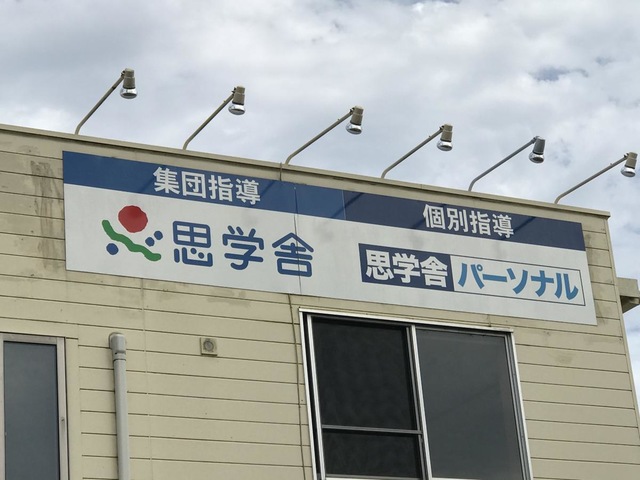 集団指導
思学舎
個別指導
思学舎 パーソナル